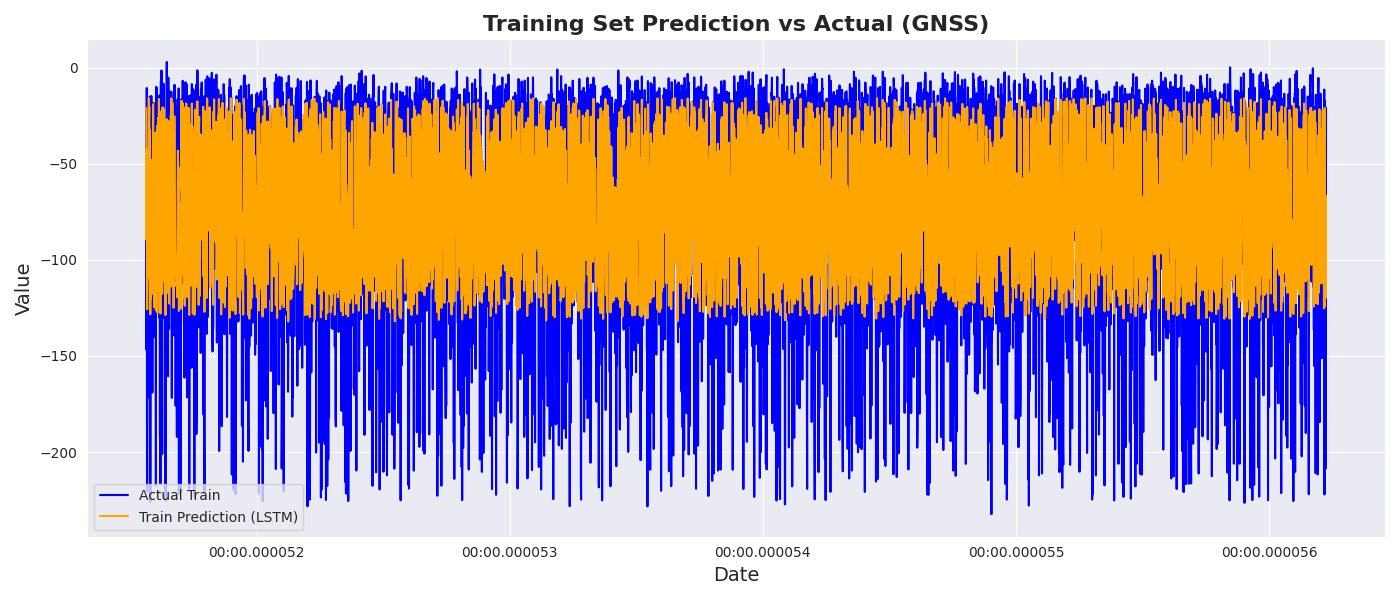 Training Set Prediction vs Actual (GNSS)
Value
0
−50
−100
−150
−200
Actual Train
Train Prediction (LSTM)
00:00.000052 00:00.000053 00:00.000054 00:00.000055 00:00.000056
Date